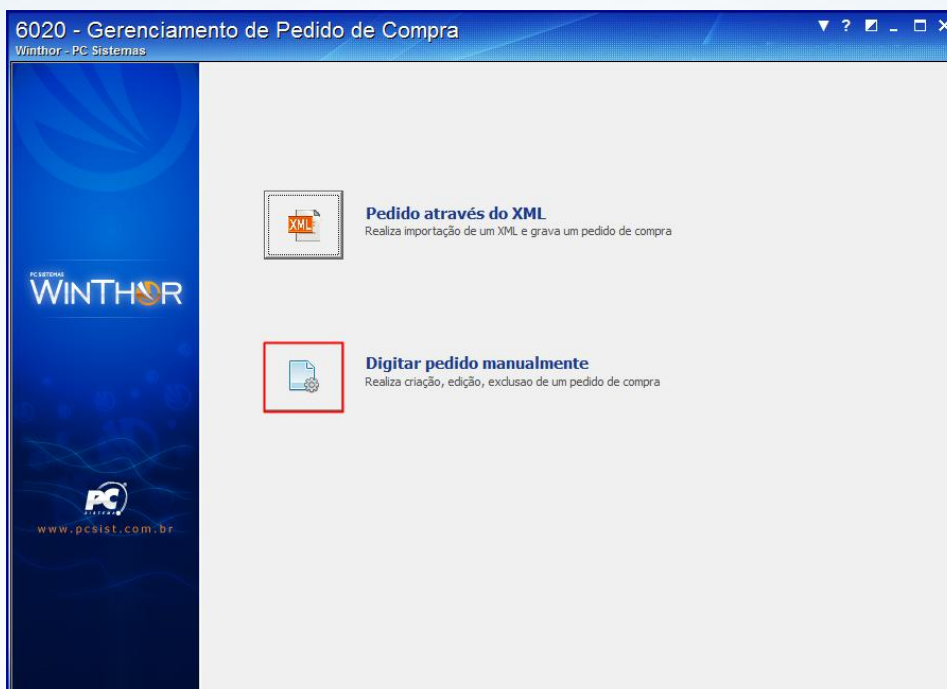 6020 - Gerenciamento de Pedido de Compra
Winthor - PC Sistemas
▼ ?
XML
Pedido através do XML
Realiza importação de um XML e grava um pedido de compra
PC SISTEMAS
WINTHOR
Digitar pedido manualmente
Realiza criação, edição, exclusao de um pedido de compra
PC
SISTEMAS
www.pcsist.com.br